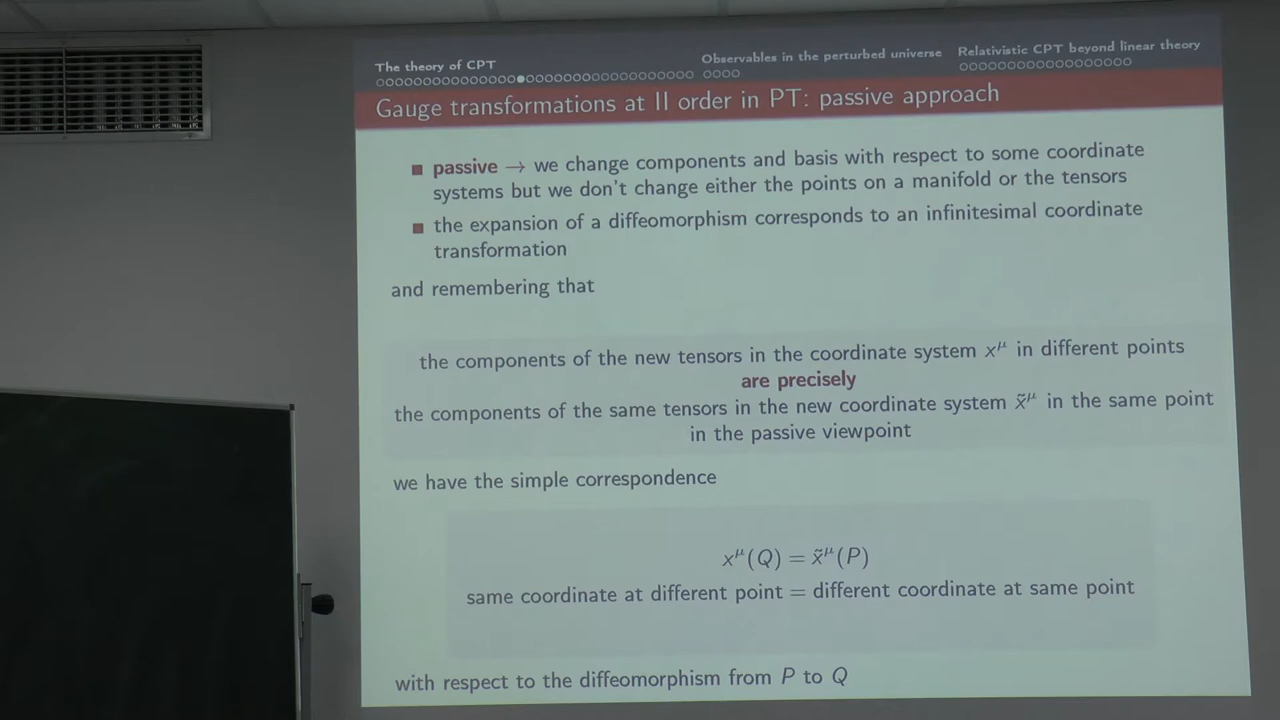 The theory of CPT
Observables in the perturbed universe
Relativistic CPT beyond linear theory
Gauge transformations at II order in PT: passive approach
passive → we change components and basis with respect to some coordinate
systems but we don't change either the points on a manifold or the tensors
the expansion of a diffeomorphism corresponds to an infinitesimal coordinate
transformation
and remembering that
the components of the new tensors in the coordinate system x^μ in different points
are precisely
the components of the same tensors in the new coordinate system x̃^μ in the same point
in the passive viewpoint
we have the simple correspondence
x^μ(Q) = x̃^μ(P)
same coordinate at different point = different coordinate at same point
with respect to the diffeomorphism from P to Q